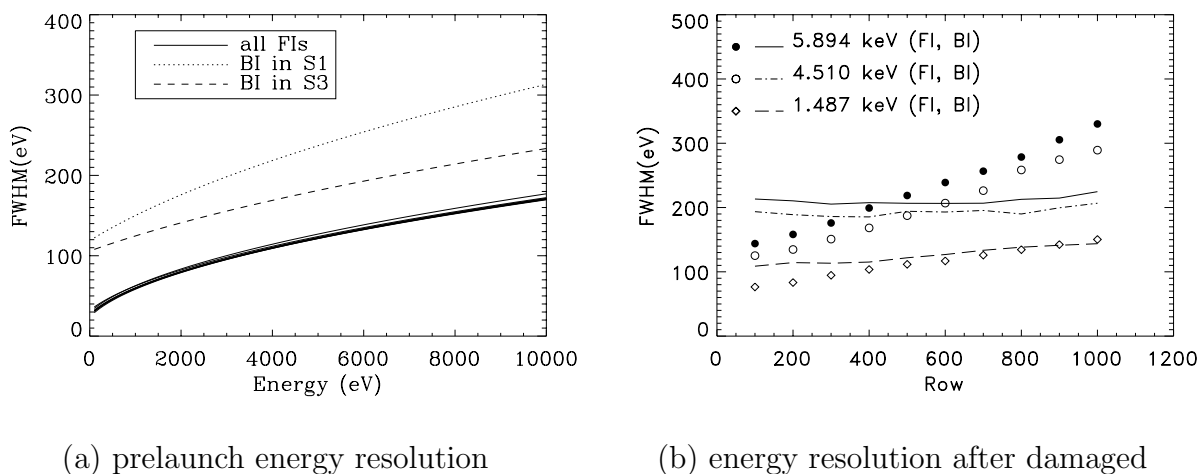 400
300
200
100
0
FWHM(eV)
all FIs
BI in S1
BI in S3
0 2000 4000 6000 8000 10000
Energy (eV)
500
400
300
200
100
0
FWHM(eV)
5.894 keV (FI, BI)
4.510 keV (FI, BI)
1.487 keV (FI, BI)
0 200 400 600 800 1000 1200
Row
(a) prelaunch energy resolution
(b) energy resolution after damaged